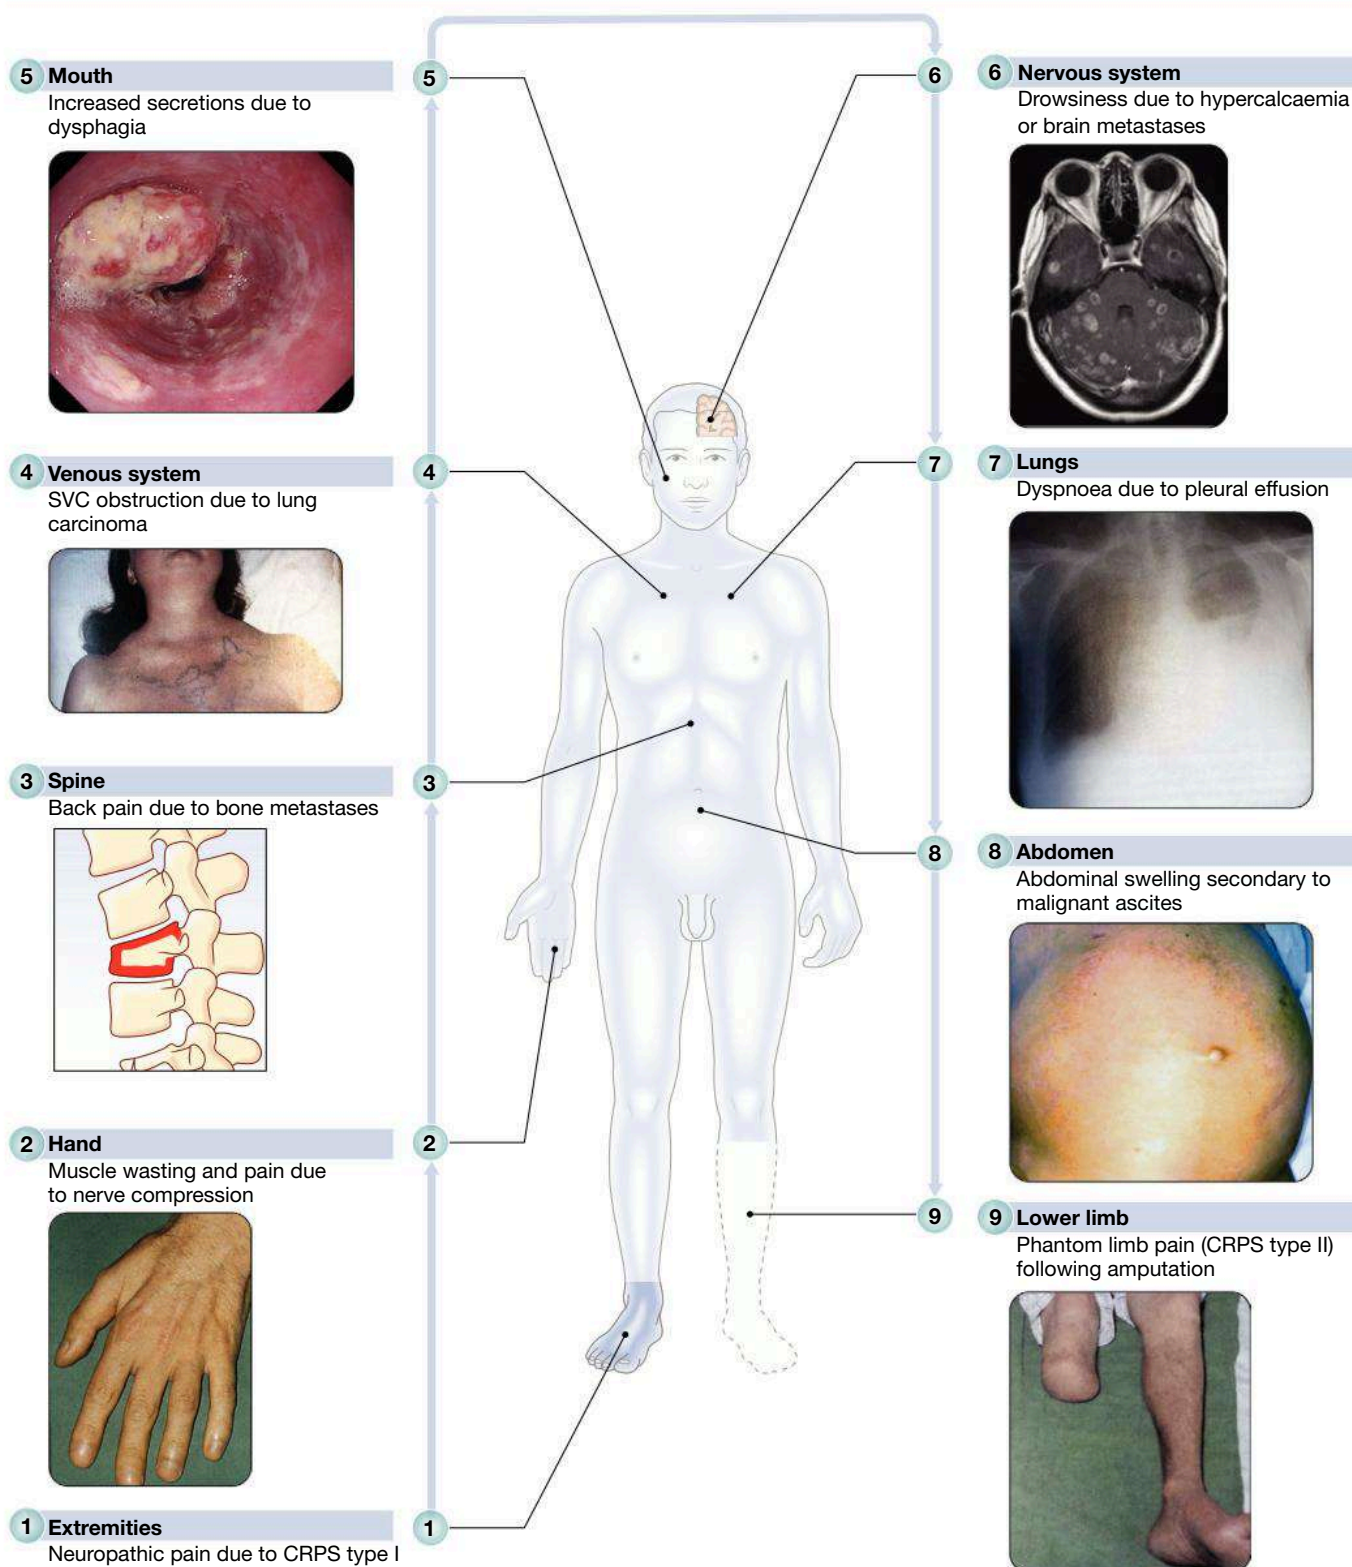 5 Mouth
Increased secretions due to
dysphagia
4 Venous system
SVC obstruction due to lung
carcinoma
3 Spine
Back pain due to bone metastases
2 Hand
Muscle wasting and pain due
to nerve compression
1 Extremities
Neuropathic pain due to CRPS type I
5
4
3
2
1
6
7
8
9
6 Nervous system
Drowsiness due to hypercalcaemia
or brain metastases
7 Lungs
Dyspnoea due to pleural effusion
8 Abdomen
Abdominal swelling secondary to
malignant ascites
9 Lower limb
Phantom limb pain (CRPS type II)
following amputation